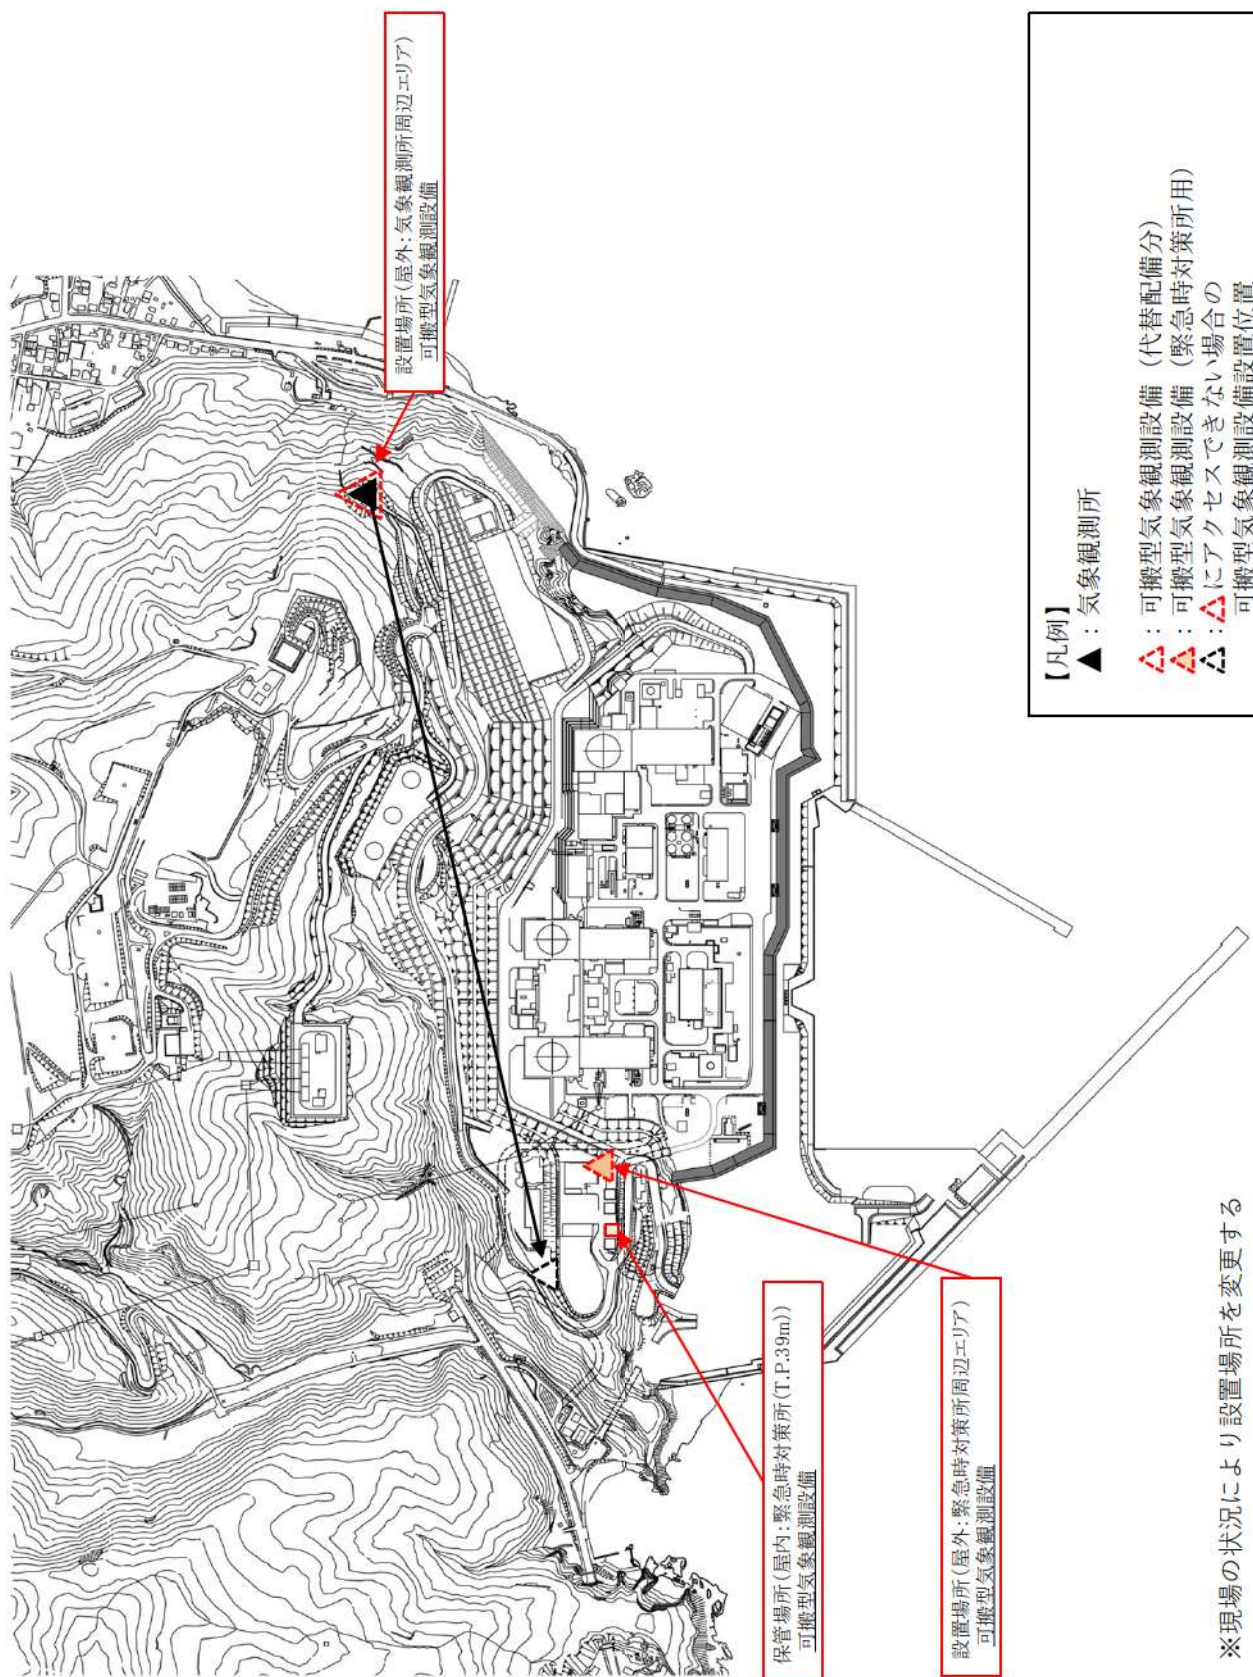 設置場所(屋外:気象観測所周辺エリア)
可搬型気象観測設備
保管場所(屋内:緊急時対策所(T.P.39m))
可搬型気象観測設備
設置場所(屋外:緊急時対策所周辺エリア)
可搬型気象観測設備
【凡例】
▲:気象観測所
:可搬型気象観測設備(代替配備分)
:可搬型気象観測設備(緊急時対策所用)
:△にアクセスできない場合の
可搬型気象観測設備設置位置
※現場の状況により設置場所を変更する